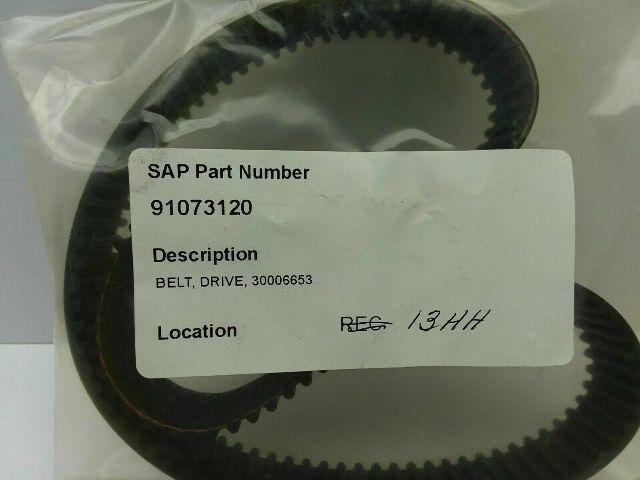 SAP Part Number
91073120
Description
BELT, DRIVE, 30006653
Location REC 13HH